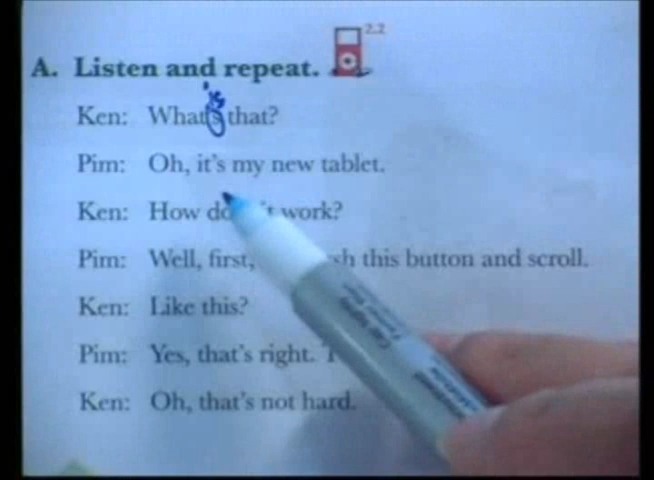 2.2
A. Listen and repeat.
is
Ken: What's that?
Pim: Oh, it's my new tablet.
Ken: How work?
Pim: Well, first, this button and scroll.
Ken: Like this?
Pim: Yes, that's right.
Ken: Oh, that's not hard.